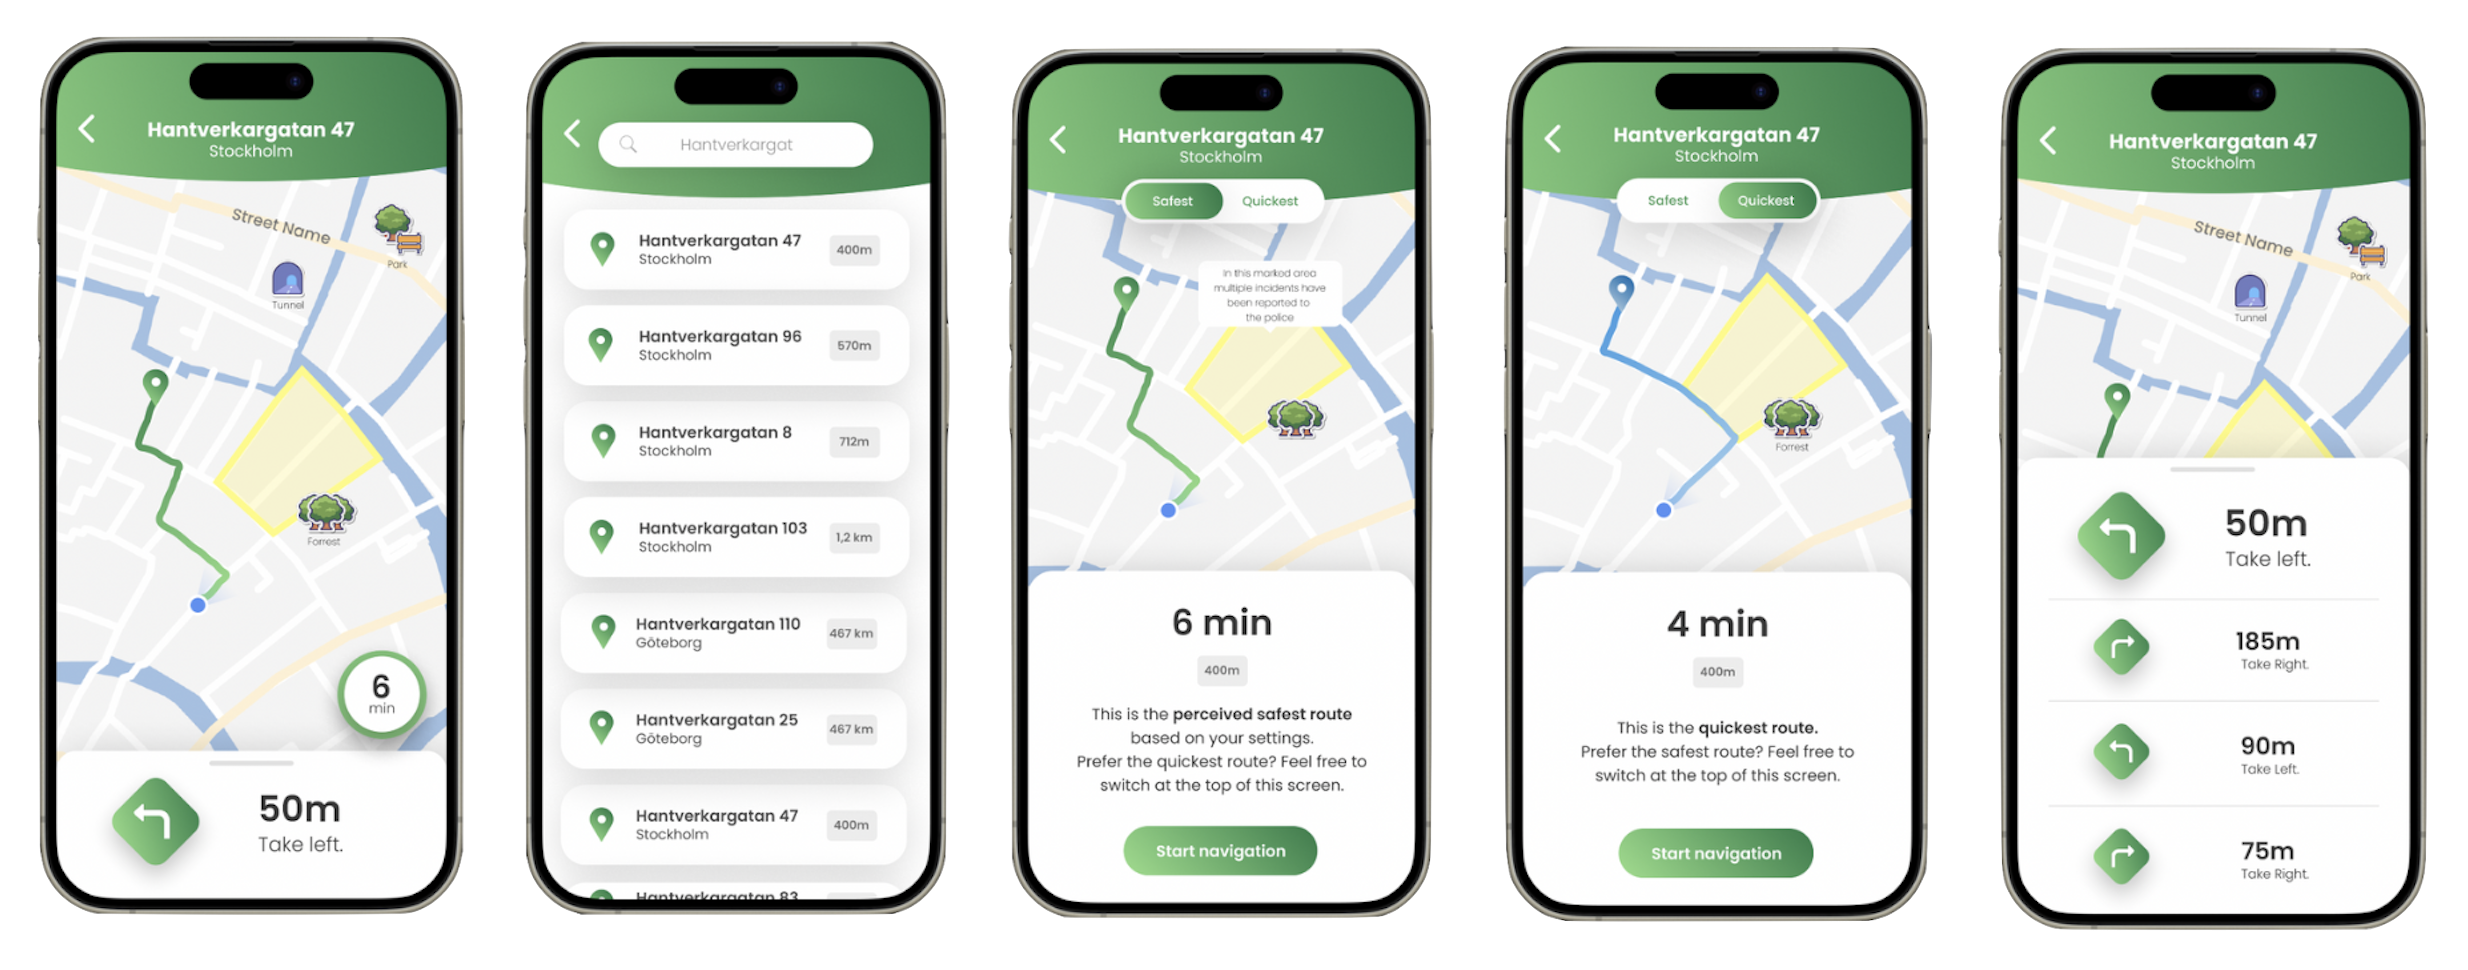 Hantverkargatan 47
Stockholm
Street Name
Park
Tunnel
Forrest
6
min
50m
Take left.
Hantverkargat
Hantverkargatan 47
Stockholm
400m
Hantverkargatan 96
Stockholm
570m
Hantverkargatan 8
Stockholm
712m
Hantverkargatan 103
Stockholm
1,2 km
Hantverkargatan 110
Göteborg
467 km
Hantverkargatan 25
Göteborg
467 km
Hantverkargatan 47
Stockholm
400m
Hantverkargatan 83
Hantverkargatan 47
Stockholm
Safest
Quickest
In this marked area
multiple incidents have
been reported to
the police
6 min
400m
This is the perceived safest route
based on your settings.
Prefer the quickest route? Feel free to
switch at the top of this screen.
Start navigation
Hantverkargatan 47
Stockholm
Safest
Quickest
Forrest
4 min
400m
This is the quickest route.
Prefer the safest route? Feel free to
switch at the top of this screen.
Start navigation
Hantverkargatan 47
Stockholm
Street Name
Park
Tunnel
50m
Take left.
185m
Take Right.
90m
Take Left.
75m
Take Right.